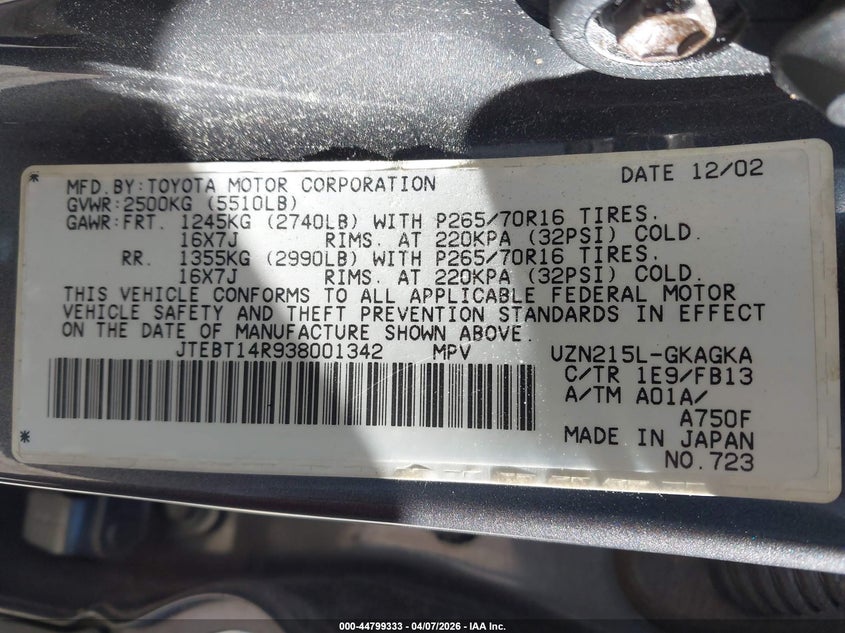 MFD.BY:TOYOTA MOTOR CORPORATION DATE 12/02
GVWR:2500KG (5510LB)
GAWR:FRT. 1245KG (2740LB) WITH P265/70R16 TIRES.
16X7J RIMS. AT 220KPA (32PSI) COLD.
RR. 1355KG (2990LB) WITH P265/70R16 TIRES.
16X7J RIMS. AT 220KPA (32PSI) COLD.
THIS VEHICLE CONFORMS TO ALL APPLICABLE FEDERAL MOTOR
VEHICLE SAFETY AND THEFT PREVENTION STANDARDS IN EFFECT
ON THE DATE OF MANUFACTURE SHOWN ABOVE.
JTEBT14R938001342 MPV UZN215L-GKAGKA
C/TR 1E9/FB13
A/TM A01A/
A750F
MADE IN JAPAN
NO.723
000-44799333 - 04/07/2026 - IAA Inc.